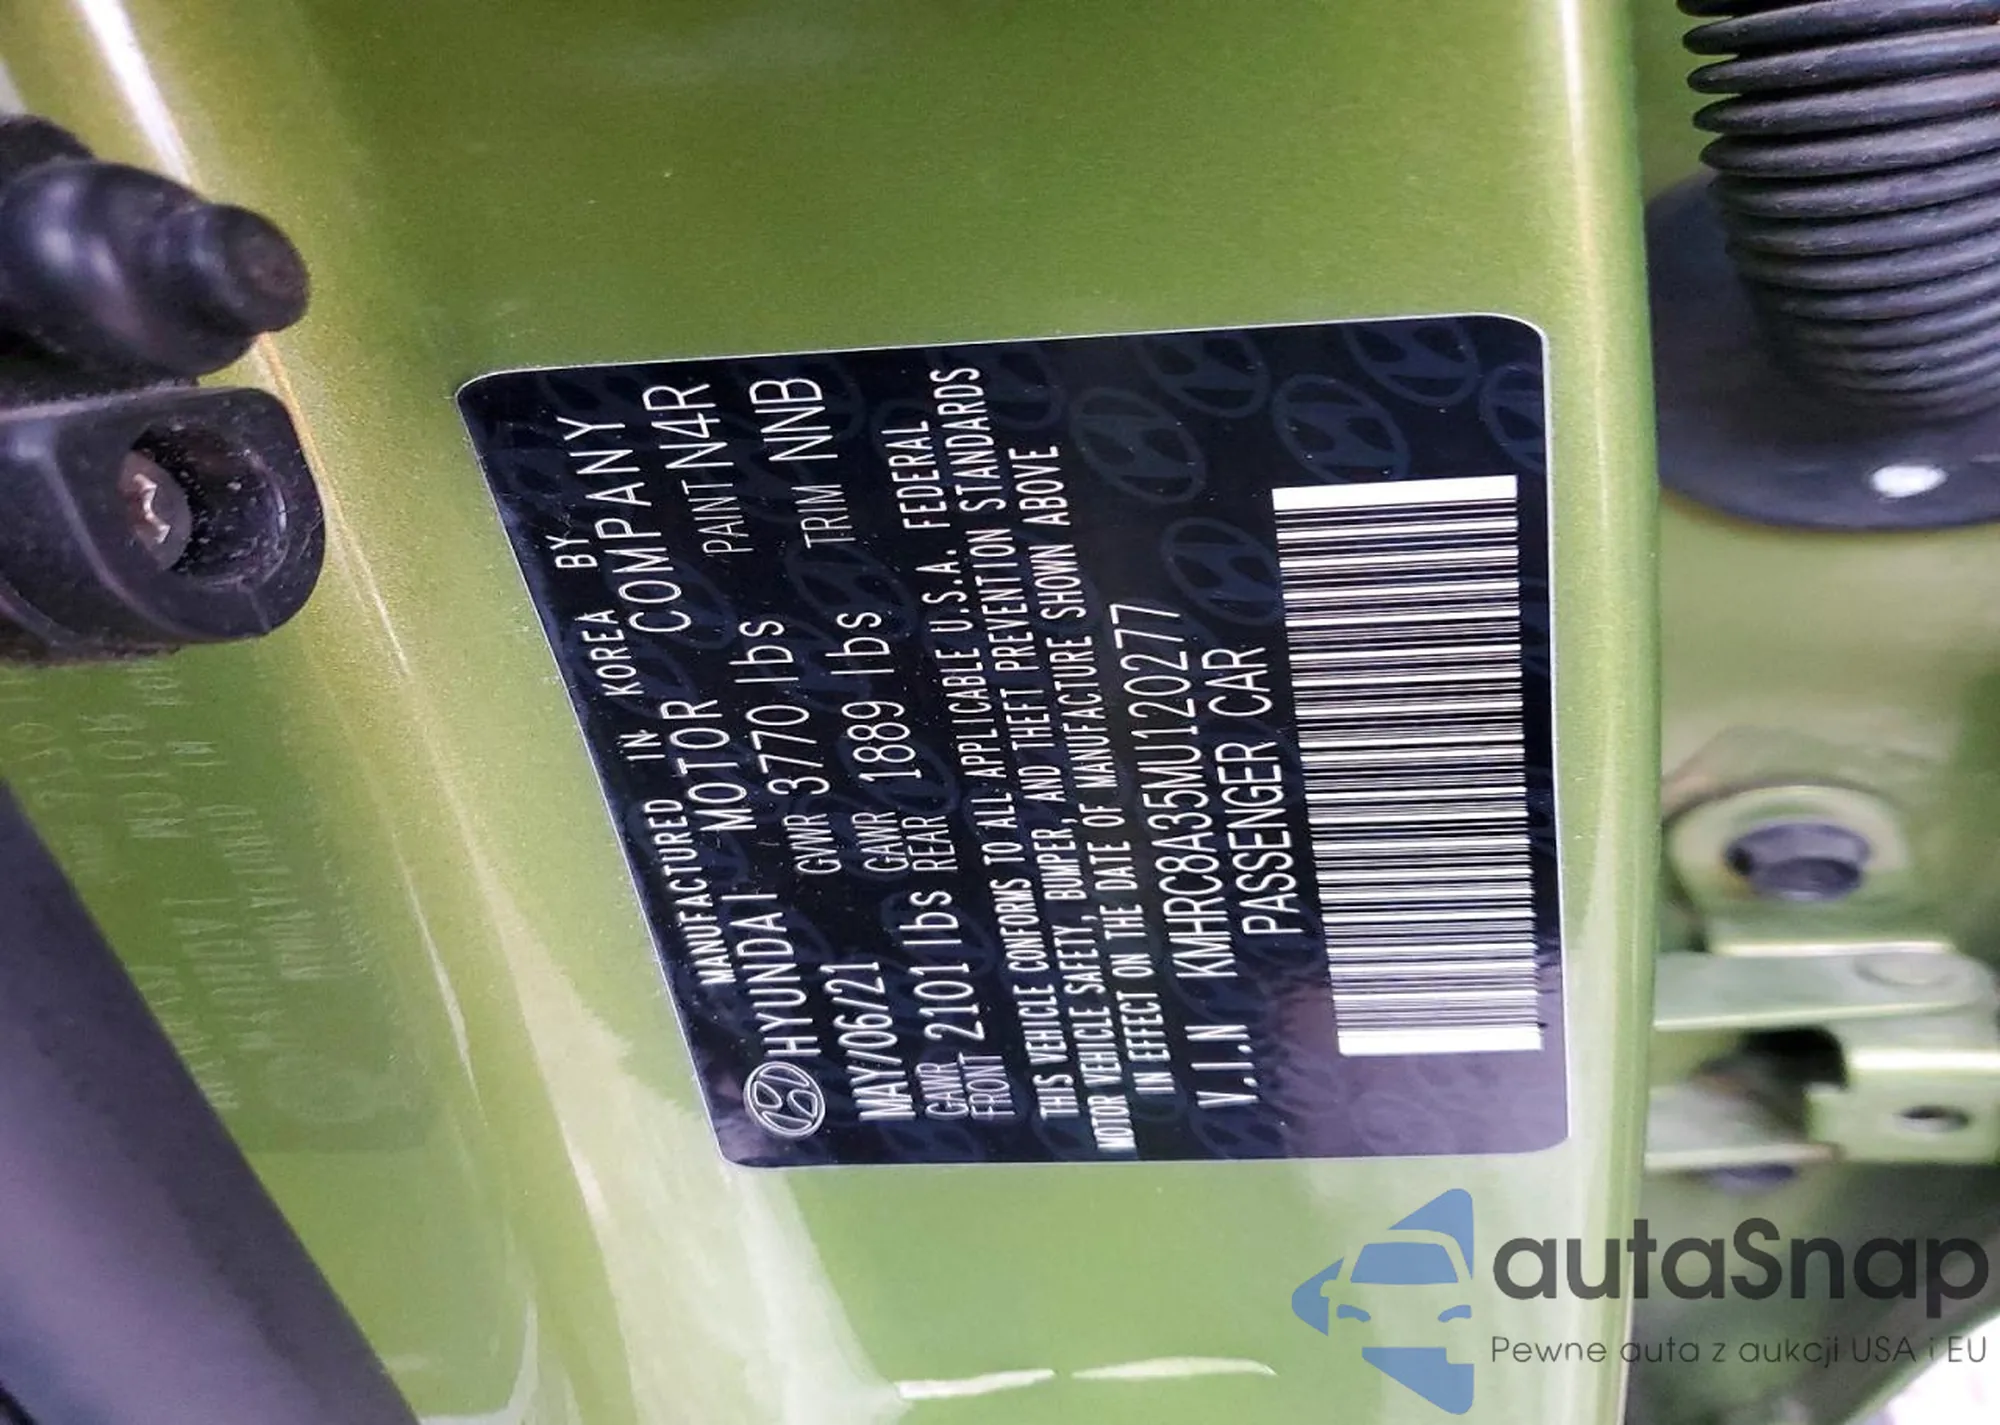 MANUFACTURED IN KOREA BY
HYUNDAI MOTOR COMPANY
MAY/06/21 GVWR 3770 lbs PAINT N4R
GAWR FRONT 2101 lbs GAWR REAR 1889 lbs TRIM NNB
THIS VEHICLE CONFORMS TO ALL APPLICABLE U.S.A. FEDERAL
MOTOR VEHICLE SAFETY, BUMPER, AND THEFT PREVENTION STANDARDS
IN EFFECT ON THE DATE OF MANUFACTURE SHOWN ABOVE
V.I.N KMHRC8A35MU120277
PASSENGER CAR
autaSnap
Pewne auta z aukcji USA i EU